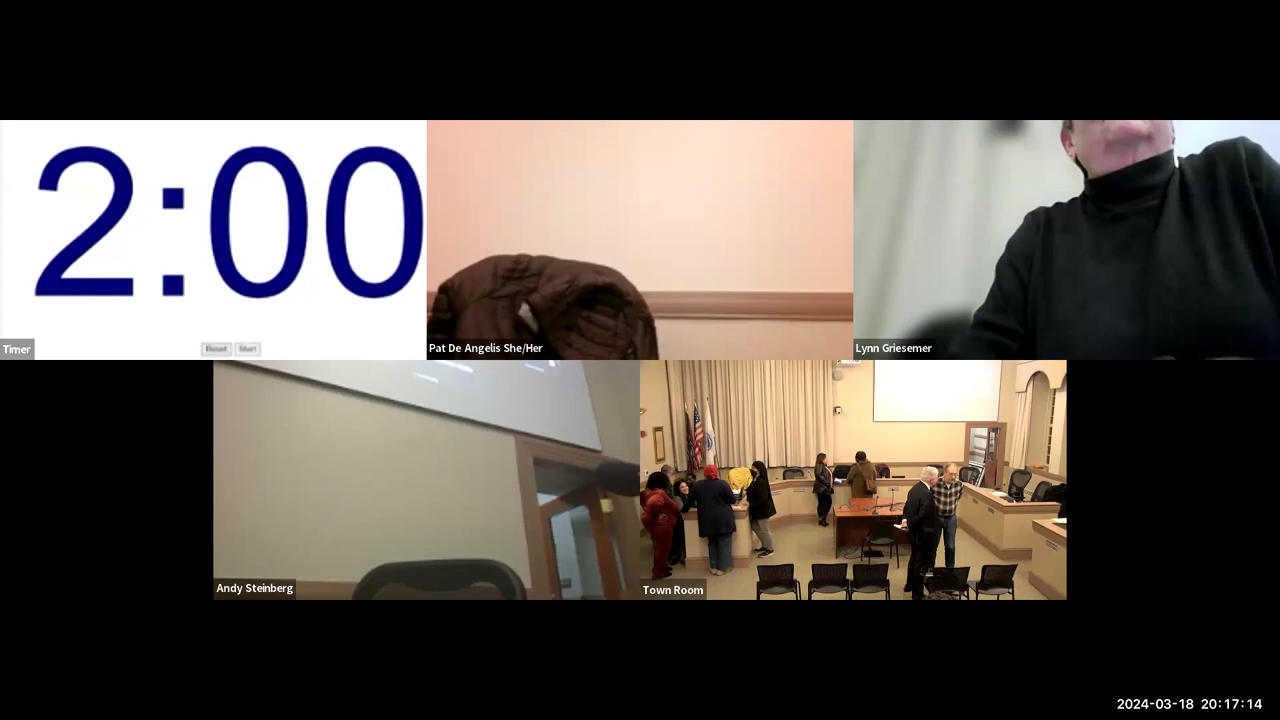 2:00
Reset Start
Timer
Pat De Angelis She/Her
Lynn Griesemer
Andy Steinberg
Town Room
2024-03-18 20:17:14